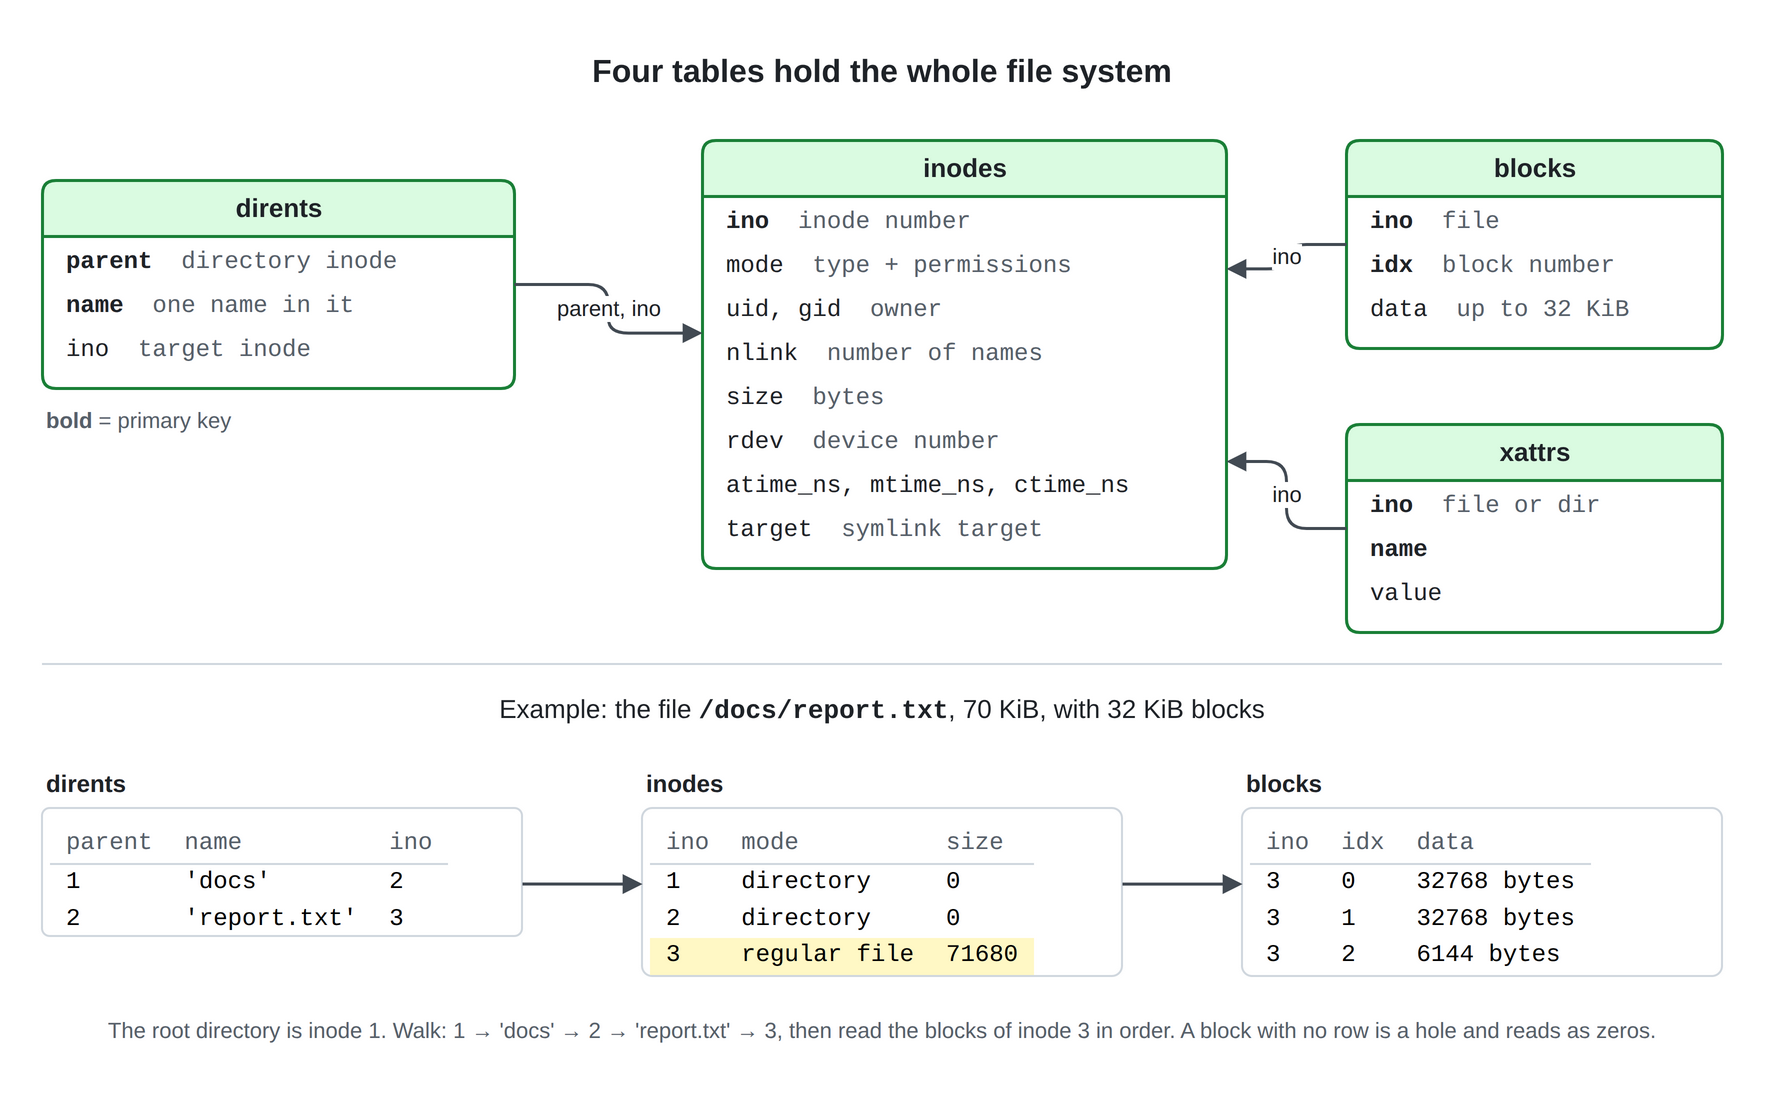 Four tables hold the whole file system
dirents
parent  directory inode
name  one name in it
ino  target inode
bold = primary key
parent, ino
inodes
ino  inode number
mode  type + permissions
uid, gid  owner
nlink  number of names
size  bytes
rdev  device number
atime_ns, mtime_ns, ctime_ns
target  symlink target
ino
ino
blocks
ino  file
idx  block number
data  up to 32 KiB
xattrs
ino  file or dir
name
value
Example: the file /docs/report.txt, 70 KiB, with 32 KiB blocks
dirents
parent  name  ino
1  'docs'  2
2  'report.txt'  3
inodes
ino  mode  size
1  directory  0
2  directory  0
3  regular file  71680
blocks
ino  idx  data
3  0  32768 bytes
3  1  32768 bytes
3  2  6144 bytes
The root directory is inode 1. Walk: 1 → 'docs' → 2 → 'report.txt' → 3, then read the blocks of inode 3 in order. A block with no row is a hole and reads as zeros.